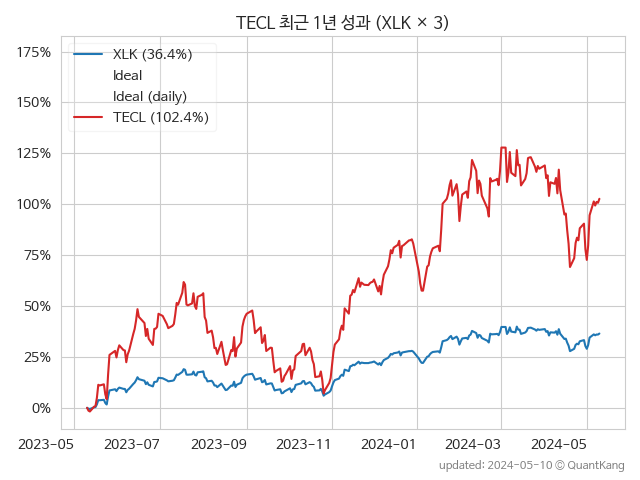 TECL 최근 1년 성과 (XLK × 3)
XLK (36.4%)
Ideal
Ideal (daily)
TECL (102.4%)
175%
150%
125%
100%
75%
50%
25%
0%
2023-05 2023-07 2023-09 2023-11 2024-01 2024-03 2024-05
updated: 2024-05-10 © QuantKang